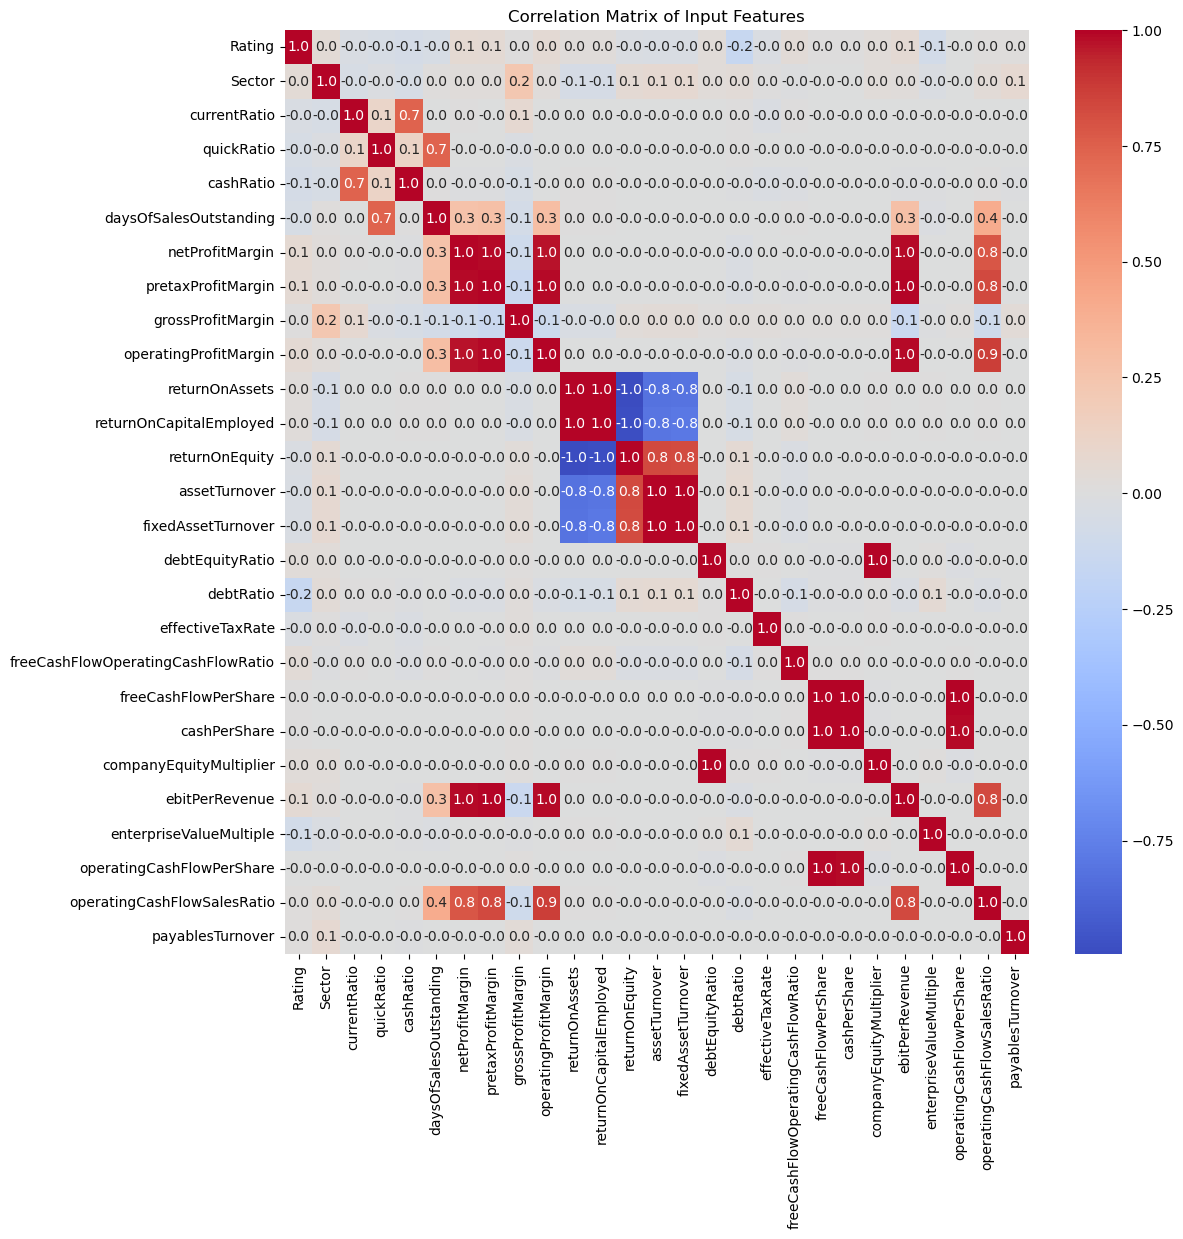 Correlation Matrix of Input Features
Rating 1.0 0.0 -0.0 -0.0 -0.1 -0.0 0.1 0.1 0.0 0.0 0.0 0.0 -0.0 -0.0 -0.0 0.0 -0.2 -0.0 0.0 -0.0 -0.0 0.0 0.1 -0.1 -0.0 0.0 0.0
Sector 0.0 1.0 -0.0 -0.0 -0.0 0.0 0.0 0.0 0.2 0.0 -0.1 -0.1 0.1 0.1 0.1 0.0 0.0 0.0 -0.0 -0.0 -0.0 0.0 0.0 -0.0 -0.0 0.0 0.1
currentRatio -0.0 -0.0 1.0 0.1 0.7 0.0 0.0 -0.0 0.1 -0.0 0.0 0.0 -0.0 -0.0 -0.0 -0.0 -0.0 -0.0 -0.0 -0.0 -0.0 -0.0 -0.0 -0.0 -0.0 -0.0 -0.0
quickRatio -0.0 -0.0 0.1 1.0 0.1 0.7 -0.0 -0.0 -0.0 -0.0 0.0 0.0 -0.0 -0.0 -0.0 -0.0 -0.0 -0.0 -0.0 -0.0 -0.0 -0.0 -0.0 -0.0 -0.0 -0.0 -0.0
cashRatio -0.1 -0.0 0.7 0.1 1.0 0.0 -0.0 -0.0 -0.1 -0.0 0.0 0.0 -0.0 -0.0 -0.0 -0.0 -0.0 -0.0 -0.0 -0.0 -0.0 -0.0 -0.0 -0.0 -0.0 0.0 -0.0
daysOfSalesOutstanding -0.0 0.0 0.0 0.7 0.0 1.0 0.3 0.3 -0.1 0.3 0.0 0.0 -0.0 -0.0 -0.0 -0.0 -0.0 -0.0 -0.0 -0.0 -0.0 -0.0 0.3 -0.0 -0.0 0.4 -0.0
netProfitMargin 0.1 0.0 0.0 -0.0 -0.0 0.3 1.0 1.0 -0.1 1.0 0.0 0.0 -0.0 -0.0 -0.0 0.0 -0.0 0.0 -0.0 -0.0 -0.0 0.0 1.0 -0.0 -0.0 0.8 -0.0
pretaxProfitMargin 0.1 0.0 -0.0 -0.0 -0.0 0.3 1.0 1.0 -0.1 1.0 0.0 0.0 -0.0 -0.0 -0.0 0.0 -0.0 0.0 -0.0 -0.0 -0.0 0.0 1.0 -0.0 -0.0 0.8 -0.0
grossProfitMargin 0.0 0.2 0.1 -0.0 -0.1 -0.1 -0.1 -0.1 1.0 -0.1 -0.0 -0.0 0.0 0.0 0.0 0.0 0.0 0.0 0.0 0.0 0.0 0.0 -0.1 -0.0 0.0 -0.1 0.0
operatingProfitMargin 0.0 0.0 -0.0 -0.0 -0.0 0.3 1.0 1.0 -0.1 1.0 0.0 0.0 -0.0 -0.0 -0.0 0.0 -0.0 0.0 -0.0 -0.0 -0.0 0.0 1.0 -0.0 -0.0 0.9 -0.0
returnOnAssets 0.0 -0.1 0.0 0.0 0.0 0.0 0.0 0.0 -0.0 0.0 1.0 1.0 -1.0 -0.8 -0.8 0.0 -0.1 0.0 0.0 0.0 0.0 0.0 0.0 0.0 0.0 0.0 0.0
returnOnCapitalEmployed 0.0 -0.1 0.0 0.0 0.0 0.0 0.0 0.0 -0.0 0.0 1.0 1.0 -1.0 -0.8 -0.8 0.0 -0.1 0.0 0.0 0.0 0.0 0.0 0.0 0.0 0.0 0.0 0.0
returnOnEquity -0.0 0.1 -0.0 -0.0 -0.0 -0.0 -0.0 -0.0 0.0 -0.0 -1.0 -1.0 1.0 0.8 0.8 -0.0 0.1 -0.0 -0.0 -0.0 -0.0 -0.0 -0.0 -0.0 -0.0 -0.0 -0.0
assetTurnover -0.0 0.1 -0.0 -0.0 -0.0 -0.0 -0.0 -0.0 0.0 -0.0 -0.8 -0.8 0.8 1.0 1.0 -0.0 0.1 -0.0 -0.0 0.0 -0.0 -0.0 -0.0 -0.0 0.0 -0.0 -0.0
fixedAssetTurnover -0.0 0.1 -0.0 -0.0 -0.0 -0.0 -0.0 -0.0 0.0 -0.0 -0.8 -0.8 0.8 1.0 1.0 -0.0 0.1 -0.0 -0.0 -0.0 -0.0 -0.0 -0.0 -0.0 -0.0 -0.0 -0.0
debtEquityRatio 0.0 0.0 -0.0 -0.0 -0.0 -0.0 0.0 0.0 0.0 0.0 0.0 0.0 -0.0 -0.0 -0.0 1.0 0.0 0.0 0.0 -0.0 -0.0 1.0 0.0 0.0 -0.0 -0.0 -0.0
debtRatio -0.2 0.0 -0.0 -0.0 -0.0 -0.0 -0.0 -0.0 0.0 -0.0 -0.1 -0.1 0.1 0.1 0.1 0.0 1.0 -0.0 -0.1 -0.0 -0.0 0.0 -0.0 0.1 -0.0 -0.0 -0.0
effectiveTaxRate -0.0 0.0 -0.0 -0.0 -0.0 -0.0 0.0 0.0 0.0 0.0 0.0 0.0 -0.0 -0.0 -0.0 0.0 -0.0 1.0 0.0 -0.0 -0.0 0.0 0.0 -0.0 -0.0 0.0 -0.0
freeCashFlowOperatingCashFlowRatio 0.0 -0.0 -0.0 -0.0 -0.0 -0.0 -0.0 -0.0 0.0 -0.0 0.0 0.0 -0.0 -0.0 -0.0 0.0 -0.1 0.0 1.0 0.0 0.0 0.0 -0.0 -0.0 0.0 -0.0 -0.0
freeCashFlowPerShare -0.0 -0.0 -0.0 -0.0 -0.0 -0.0 -0.0 -0.0 0.0 -0.0 0.0 0.0 -0.0 0.0 -0.0 -0.0 -0.0 -0.0 0.0 1.0 1.0 -0.0 -0.0 -0.0 1.0 -0.0 -0.0
cashPerShare -0.0 -0.0 -0.0 -0.0 -0.0 -0.0 -0.0 -0.0 0.0 -0.0 0.0 0.0 -0.0 -0.0 -0.0 -0.0 -0.0 -0.0 0.0 1.0 1.0 -0.0 -0.0 -0.0 1.0 -0.0 -0.0
companyEquityMultiplier 0.0 0.0 -0.0 -0.0 -0.0 -0.0 0.0 0.0 0.0 0.0 0.0 0.0 -0.0 -0.0 -0.0 1.0 0.0 0.0 0.0 -0.0 -0.0 1.0 0.0 0.0 -0.0 -0.0 -0.0
ebitPerRevenue 0.1 0.0 -0.0 -0.0 -0.0 0.3 1.0 1.0 -0.1 1.0 0.0 0.0 -0.0 -0.0 -0.0 0.0 -0.0 0.0 -0.0 -0.0 -0.0 0.0 1.0 -0.0 -0.0 0.8 -0.0
enterpriseValueMultiple -0.1 -0.0 -0.0 -0.0 -0.0 -0.0 -0.0 -0.0 -0.0 -0.0 0.0 0.0 -0.0 -0.0 -0.0 0.0 0.1 -0.0 -0.0 -0.0 -0.0 0.0 -0.0 1.0 -0.0 -0.0 -0.0
operatingCashFlowPerShare -0.0 -0.0 -0.0 -0.0 -0.0 -0.0 -0.0 -0.0 0.0 -0.0 0.0 0.0 -0.0 0.0 -0.0 -0.0 -0.0 -0.0 0.0 1.0 1.0 -0.0 -0.0 -0.0 1.0 -0.0 -0.0
operatingCashFlowSalesRatio 0.0 0.0 -0.0 -0.0 0.0 0.4 0.8 0.8 -0.1 0.9 0.0 0.0 -0.0 -0.0 -0.0 -0.0 -0.0 0.0 -0.0 -0.0 -0.0 -0.0 0.8 -0.0 -0.0 1.0 -0.0
payablesTurnover 0.0 0.1 -0.0 -0.0 -0.0 -0.0 -0.0 -0.0 0.0 -0.0 0.0 0.0 -0.0 -0.0 -0.0 -0.0 -0.0 -0.0 -0.0 -0.0 -0.0 -0.0 -0.0 -0.0 -0.0 -0.0 1.0
Rating
Sector
currentRatio
quickRatio
cashRatio
daysOfSalesOutstanding
netProfitMargin
pretaxProfitMargin
grossProfitMargin
operatingProfitMargin
returnOnAssets
returnOnCapitalEmployed
returnOnEquity
assetTurnover
fixedAssetTurnover
debtEquityRatio
debtRatio
effectiveTaxRate
freeCashFlowOperatingCashFlowRatio
freeCashFlowPerShare
cashPerShare
companyEquityMultiplier
ebitPerRevenue
enterpriseValueMultiple
operatingCashFlowPerShare
operatingCashFlowSalesRatio
payablesTurnover
1.00
0.75
0.50
0.25
0.00
−0.25
−0.50
−0.75